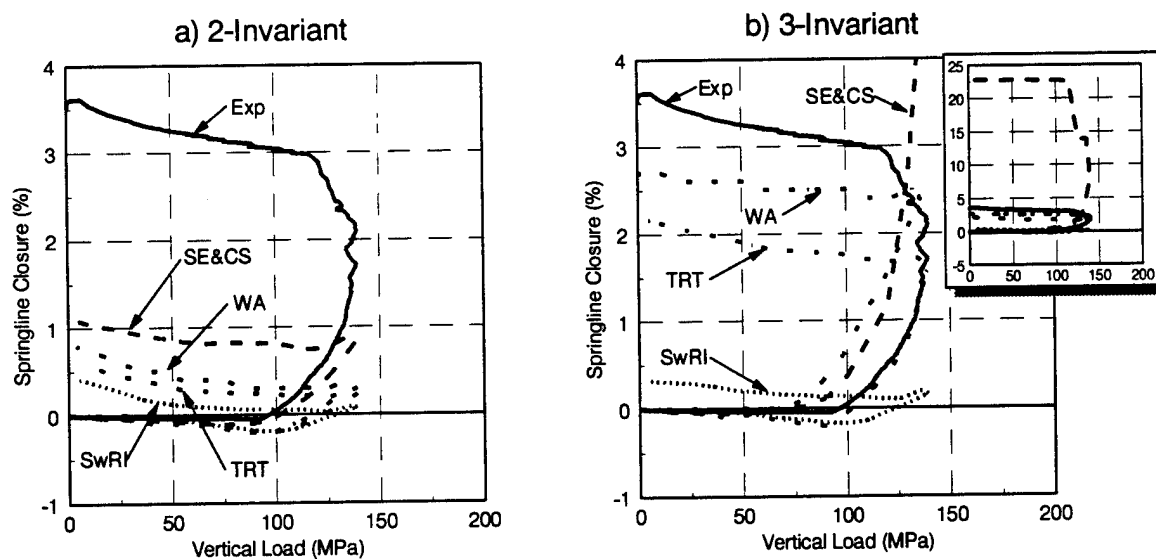 a) 2-Invariant
4
3
2
1
0
-1
Springline Closure (%)
Exp
SE&CS
WA
SwRI
TRT
0
50
100
150
200
Vertical Load (MPa)
b) 3-Invariant
4
3
2
1
0
-1
Springline Closure (%)
Exp
SE&CS
WA
TRT
SwRI
0
50
100
150
200
Vertical Load (MPa)
25
20
15
10
5
0
-5
0
50
100
150
200